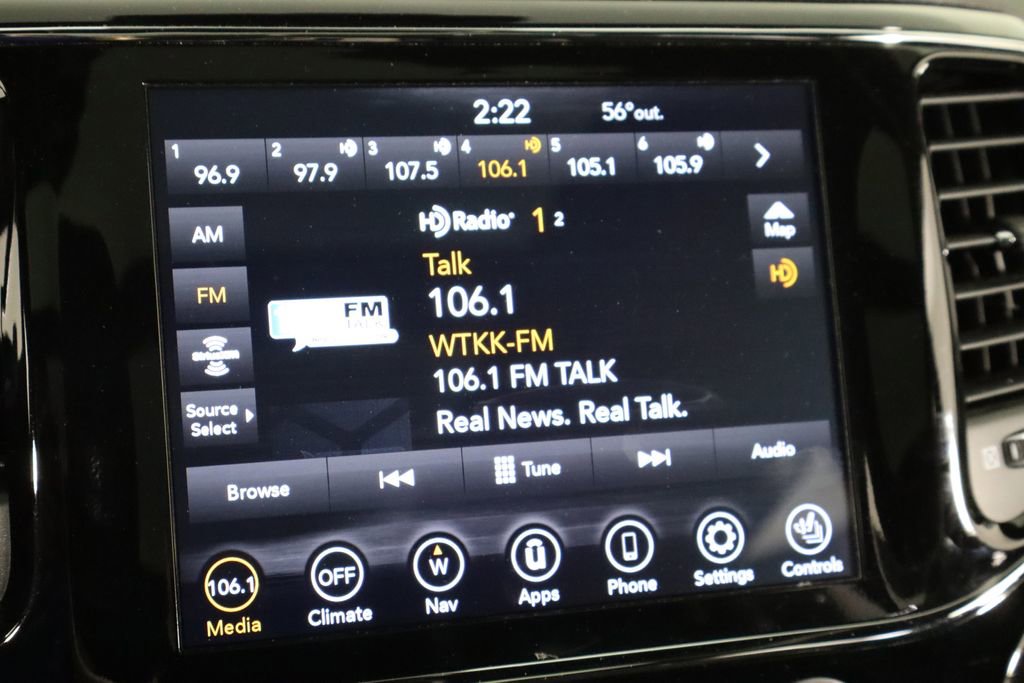 2:22 56°out.
1 96.9 2 97.9 3 107.5 4 106.1 5 105.1 6 105.9
HD Radio 1 2
AM
Map
FM
Talk
106.1
FM
TALK
WTKK-FM
SiriusXM
106.1 FM TALK
Source
Select
Real News. Real Talk.
Browse Tune Audio
106.1 OFF W ū
Media Climate Nav Apps Phone Settings Controls